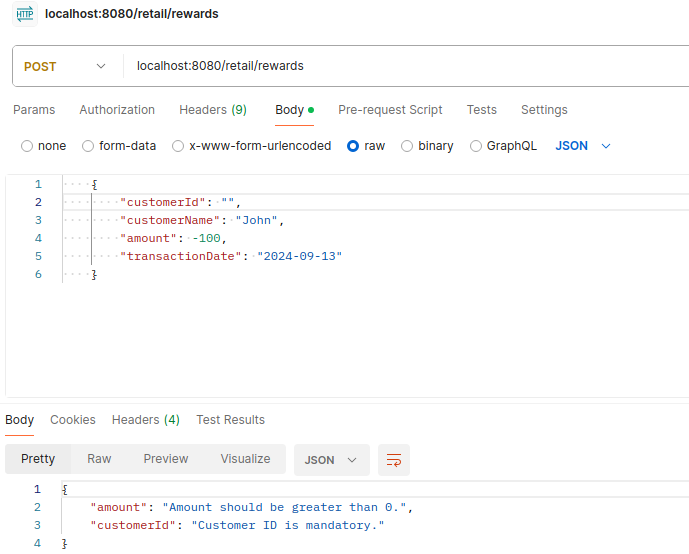 HTTP localhost:8080/retail/rewards
POST localhost:8080/retail/rewards
Params Authorization Headers (9) Body Pre-request Script Tests Settings
none form-data x-www-form-urlencoded raw binary GraphQL JSON
1 {
2 "customerId": "",
3 "customerName": "John",
4 "amount": -100,
5 "transactionDate": "2024-09-13"
6 }
Body Cookies Headers (4) Test Results
Pretty Raw Preview Visualize JSON
1 {
2 "amount": "Amount should be greater than 0.",
3 "customerId": "Customer ID is mandatory."
4 }